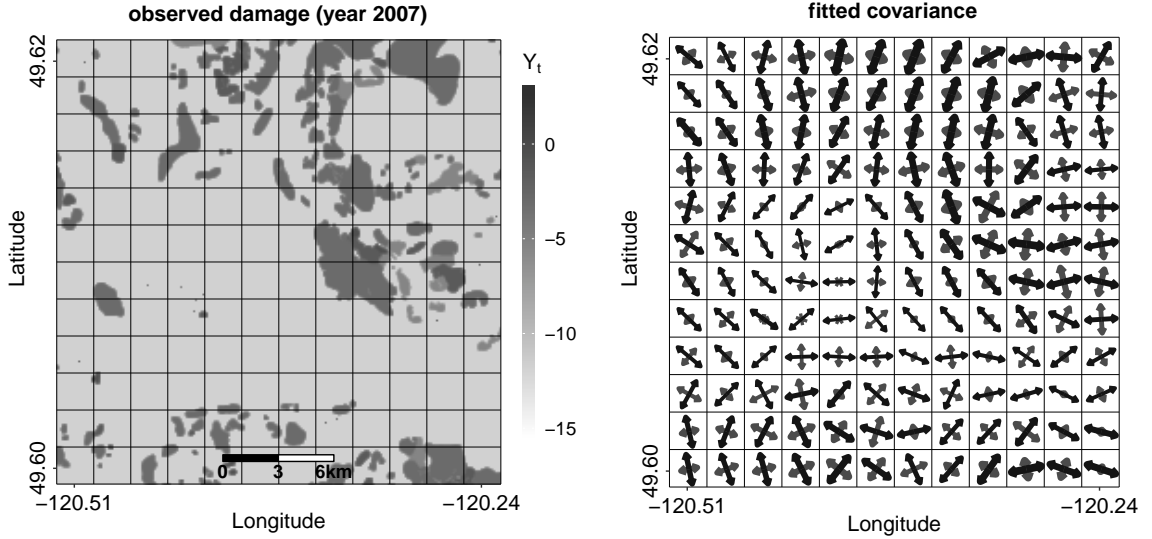 observed damage (year 2007)
49.62
49.60
Latitude
−120.51
−120.24
Longitude
0 3 6km
Yt
0
−5
−10
−15
fitted covariance
49.62
49.60
Latitude
−120.51
−120.24
Longitude